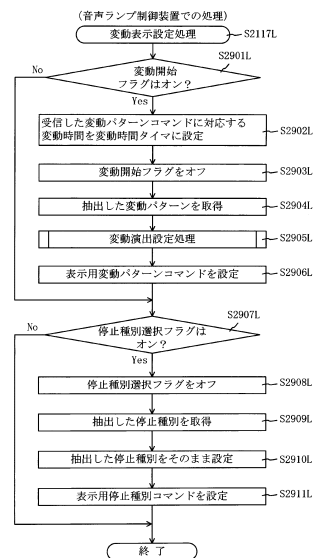 (音声ランプ制御装置での処理)
変動表示設定処理
S2117L
S2901L
No
変動開始
フラグはオン?
Yes
受信した変動パターンコマンドに対応する
変動時間を変動時間タイマに設定
S2902L
変動開始フラグをオフ
S2903L
抽出した変動パターンを取得
S2904L
変動演出設定処理
S2905L
表示用変動パターンコマンドを設定
S2906L
S2907L
No
停止種別選択フラグは
オン?
Yes
停止種別選択フラグをオフ
S2908L
抽出した停止種別を取得
S2909L
抽出した停止種別をそのまま設定
S2910L
表示用停止種別コマンドを設定
S2911L
終了